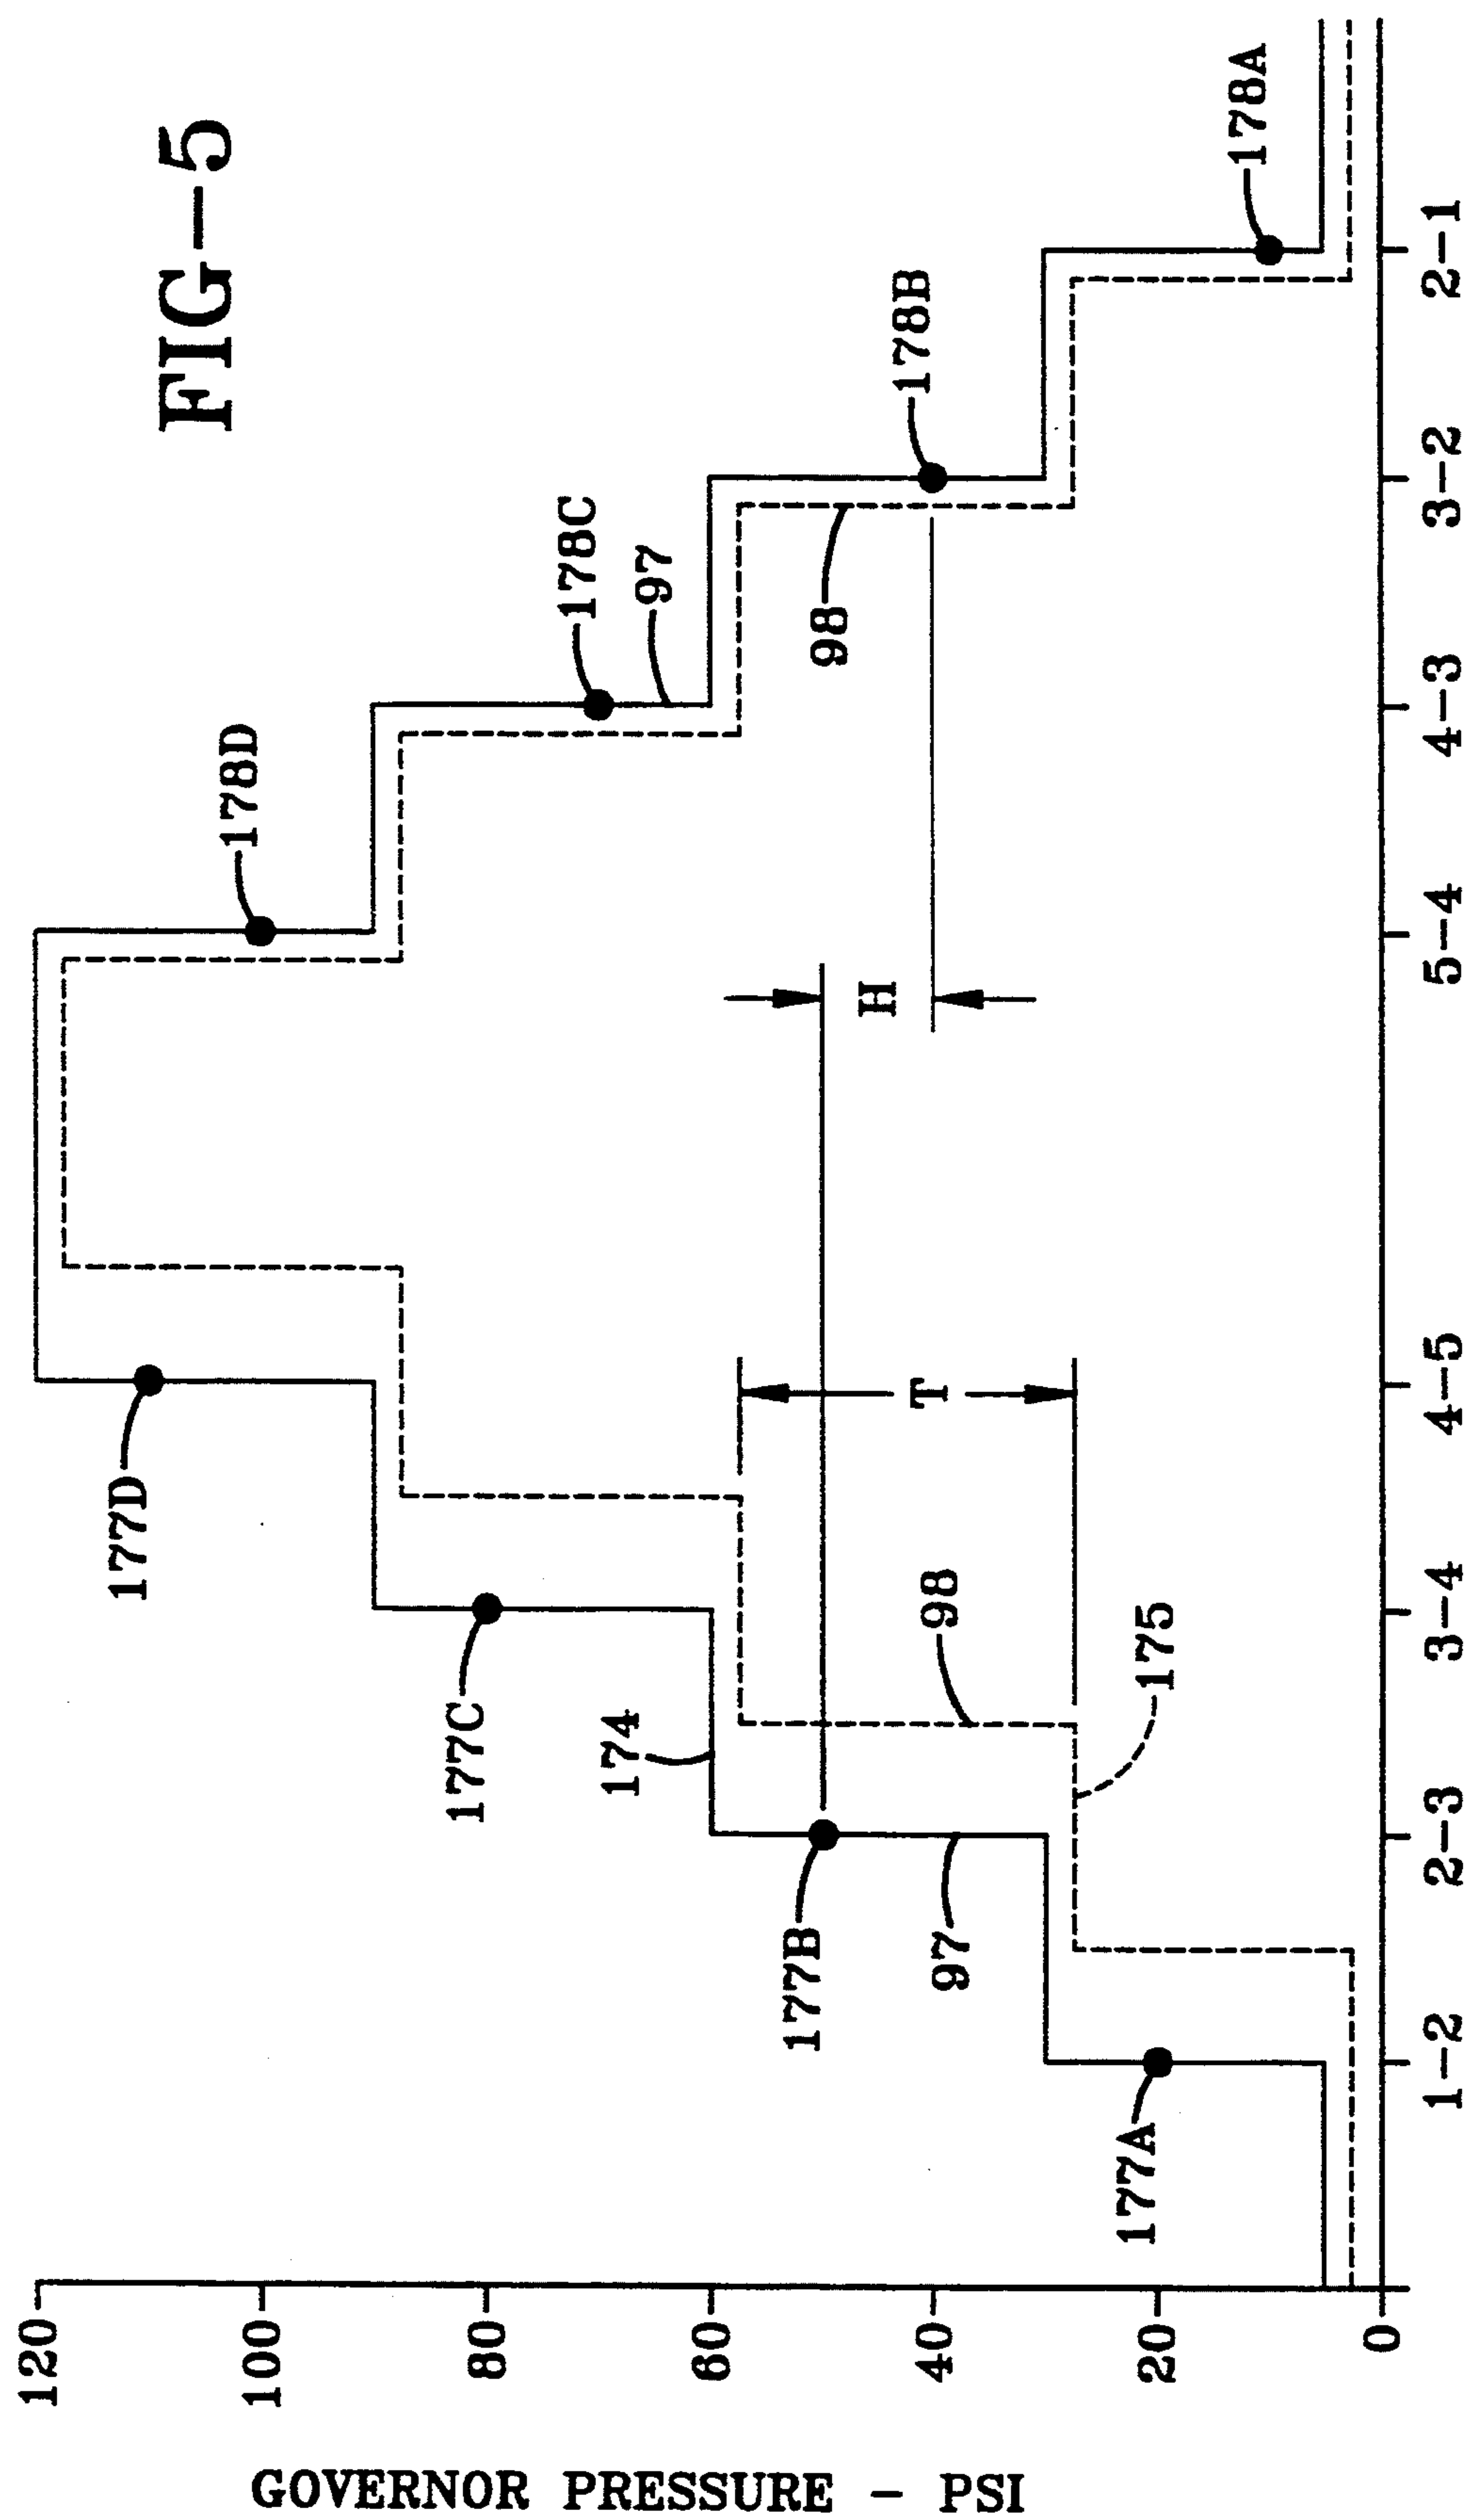 FIG-5
GOVERNOR PRESSURE - PSI
120
100
80
60
40
20
0
177D
178D
177C
178C
174
97
177B
98
H
178B
T
98
97
177A
175
178A
1-2
2-3
3-4
4-5
5-4
4-3
3-2
2-1